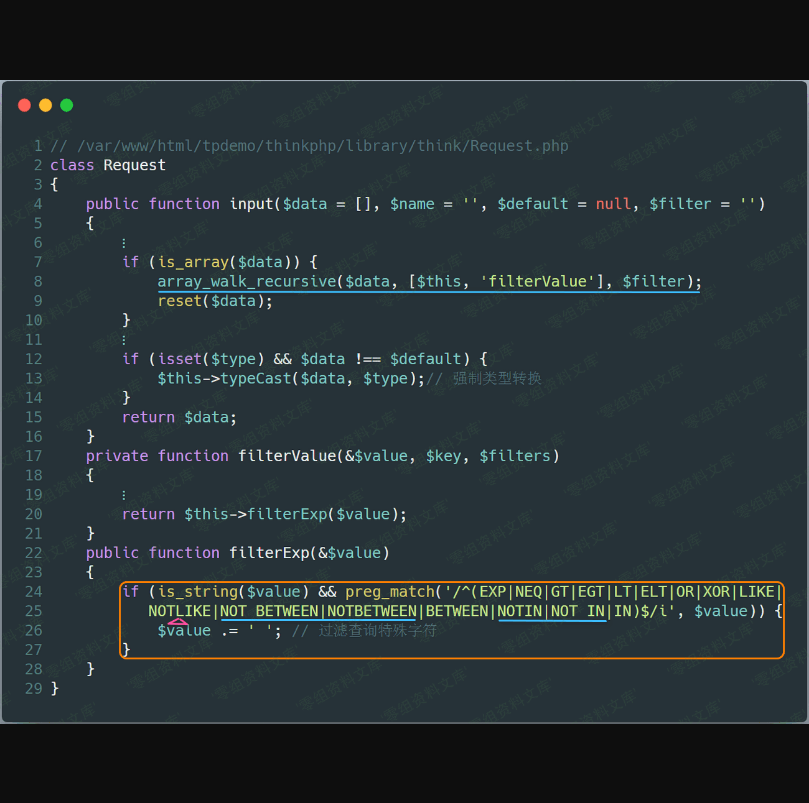 1 // /var/www/html/tpdemo/thinkphp/library/think/Request.php
2 class Request
3 {
4     public function input($data = [], $name = '', $default = null, $filter = '')
5     {
6         ⋮
7         if (is_array($data)) {
8             array_walk_recursive($data, [$this, 'filterValue'], $filter);
9             reset($data);
10         }
11         ⋮
12         if (isset($type) && $data !== $default) {
13             $this->typeCast($data, $type);// 强制类型转换
14         }
15         return $data;
16     }
17     private function filterValue(&$value, $key, $filters)
18     {
19         ⋮
20         return $this->filterExp($value);
21     }
22     public function filterExp(&$value)
23     {
24         if (is_string($value) && preg_match('/^(EXP|NEQ|GT|EGT|LT|ELT|OR|XOR|LIKE|
25            NOTLIKE|NOT BETWEEN|NOTBETWEEN|BETWEEN|NOTIN|NOT IN|IN)$/i', $value)) {
26             $value .= ' '; // 过滤查询特殊字符
27         }
28     }
29 }
零组资料文库